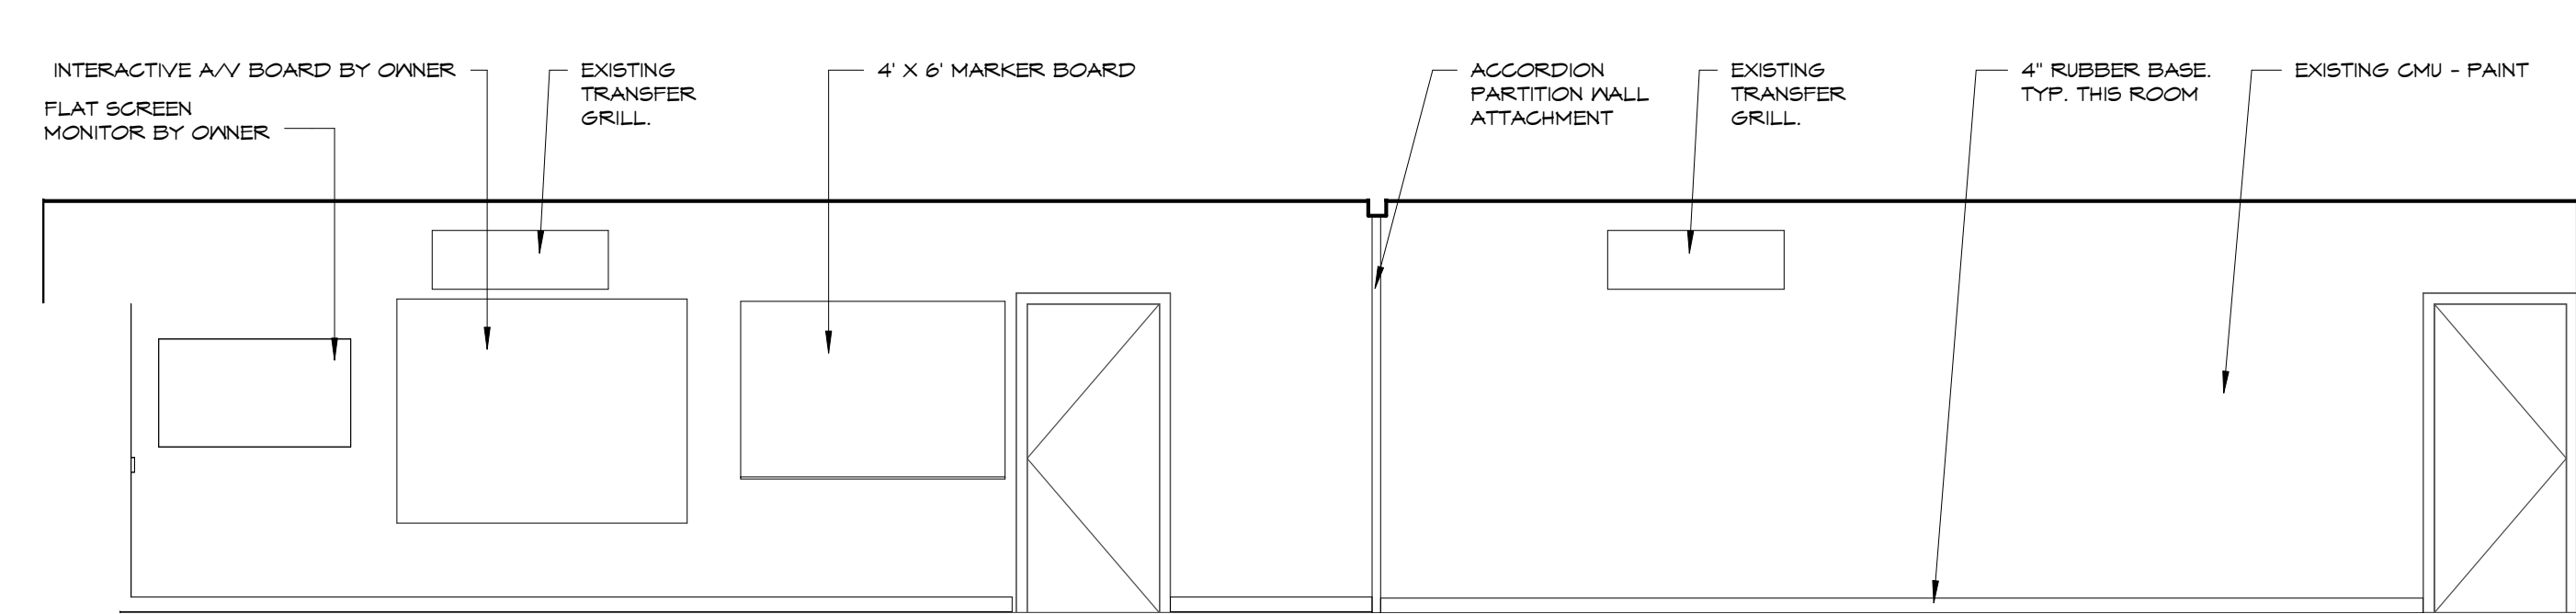 INTERACTIVE A/V BOARD BY OWNER
FLAT SCREEN
MONITOR BY OWNER
EXISTING
TRANSFER
GRILL.
4' X 6' MARKER BOARD
ACCORDION
PARTITION WALL
ATTACHMENT
EXISTING
TRANSFER
GRILL.
4" RUBBER BASE.
TYP. THIS ROOM
EXISTING CMU - PAINT